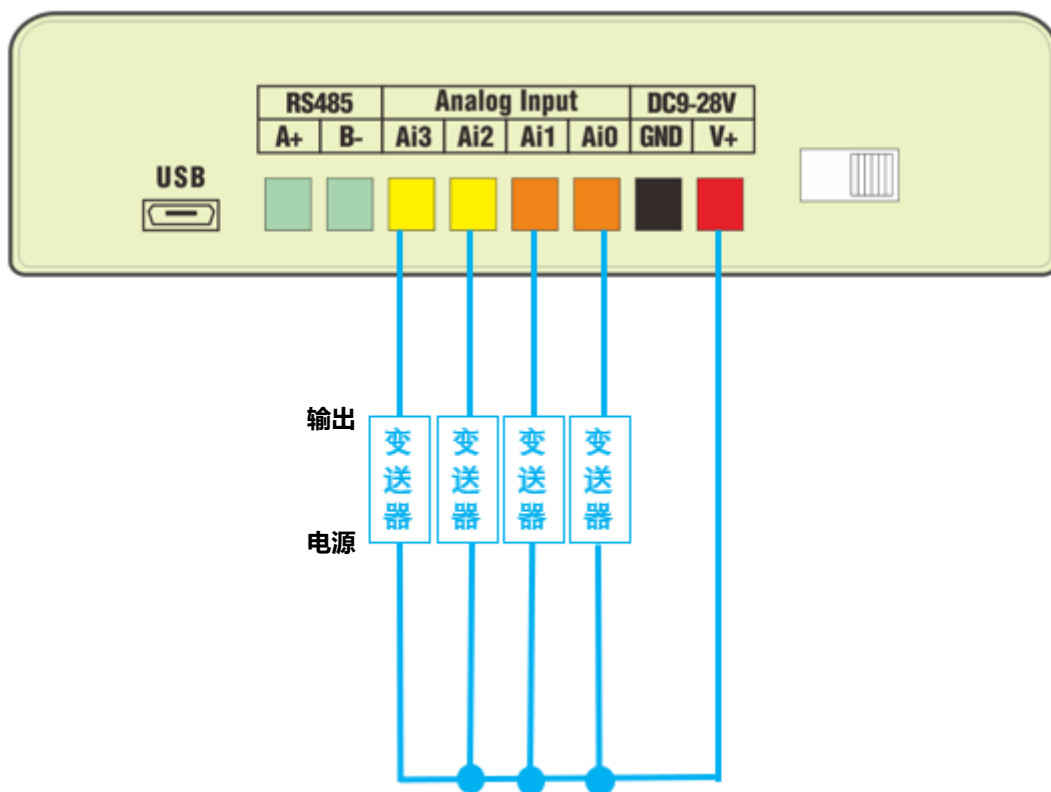 RS485 Analog Input DC9-28V
A+ B- Ai3 Ai2 Ai1 Ai0 GND V+
USB
输出
变送器 变送器 变送器 变送器
电源